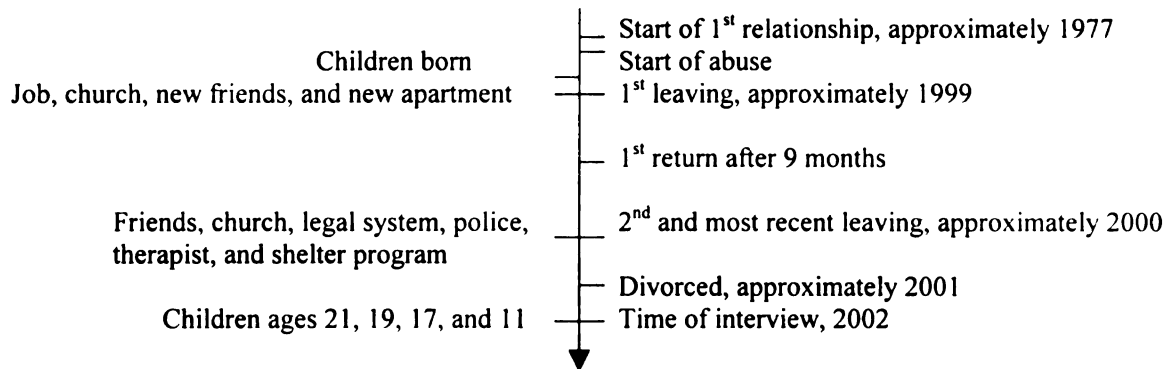 Start of 1st relationship, approximately 1977
Children born
Start of abuse
Job, church, new friends, and new apartment
1st leaving, approximately 1999
1st return after 9 months
Friends, church, legal system, police,
therapist, and shelter program
2nd and most recent leaving, approximately 2000
Divorced, approximately 2001
Children ages 21, 19, 17, and 11
Time of interview, 2002